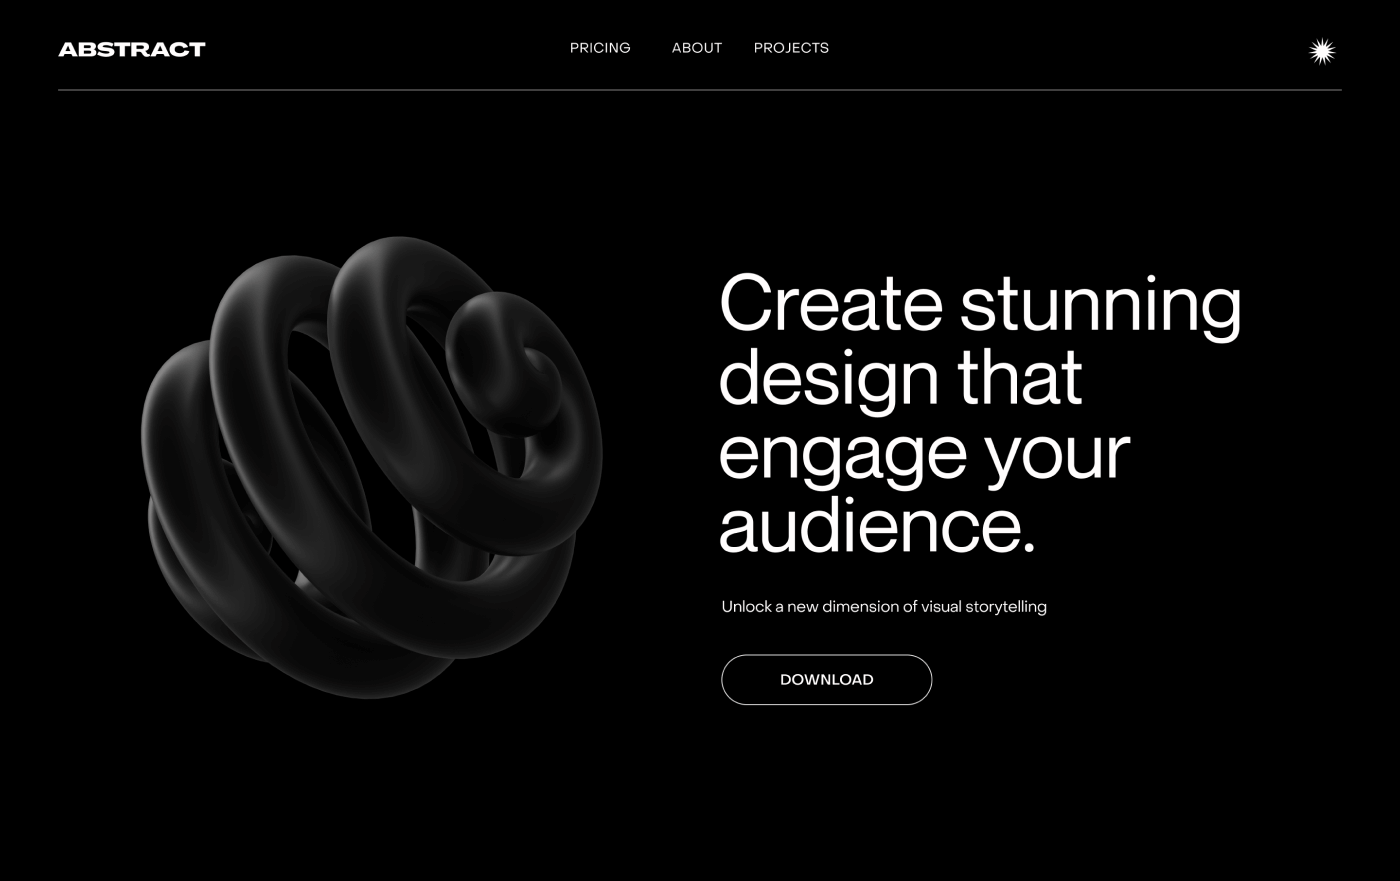 ABSTRACT
PRICING ABOUT PROJECTS
Create stunning
design that
engage your
audience.
Unlock a new dimension of visual storytelling
DOWNLOAD